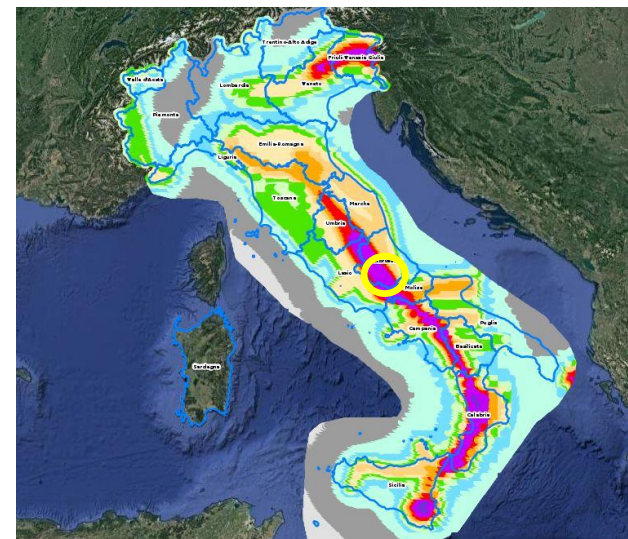 Trentino-Alto Adige
Friuli Venezia Giulia
Valle d'Aosta
Lombardia
Veneto
Piemonte
Emilia-Romagna
Liguria
Toscana
Marche
Umbria
Lazio
Molise
Campania
Puglia
Basilicata
Sardegna
Calabria
Sicilia